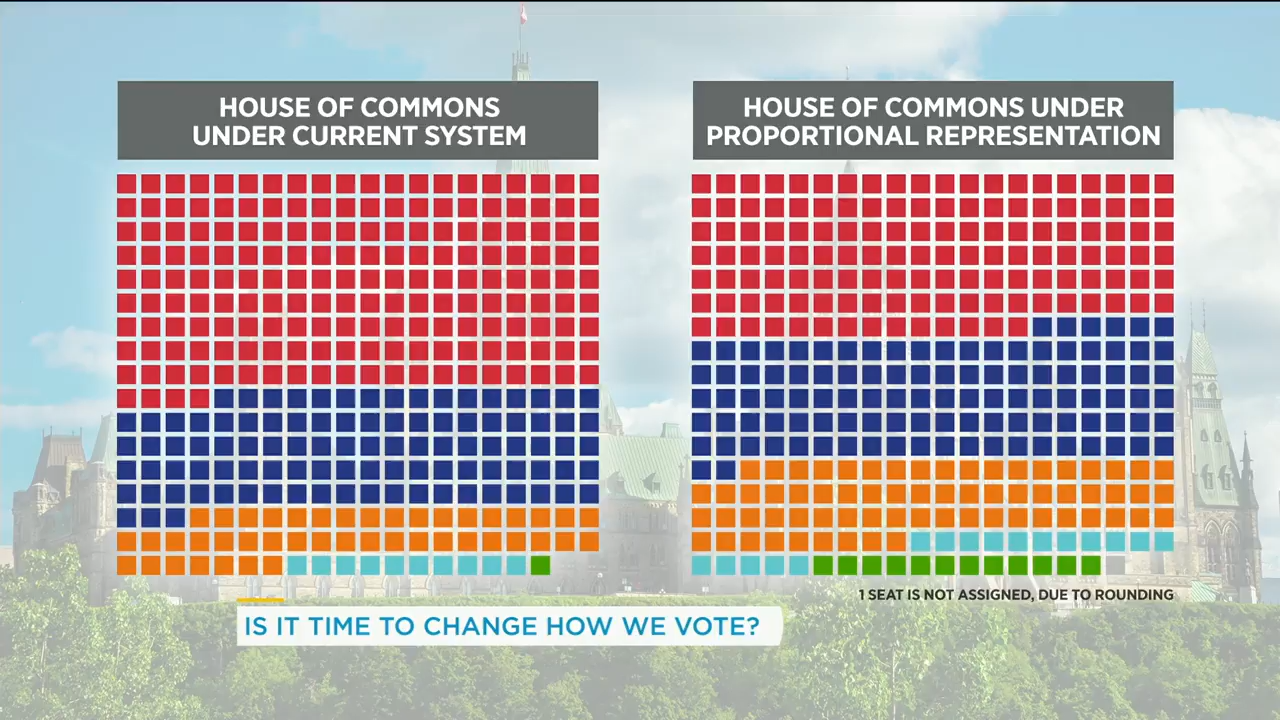 HOUSE OF COMMONS
UNDER CURRENT SYSTEM
HOUSE OF COMMONS UNDER
PROPORTIONAL REPRESENTATION
1 SEAT IS NOT ASSIGNED, DUE TO ROUNDING
IS IT TIME TO CHANGE HOW WE VOTE?